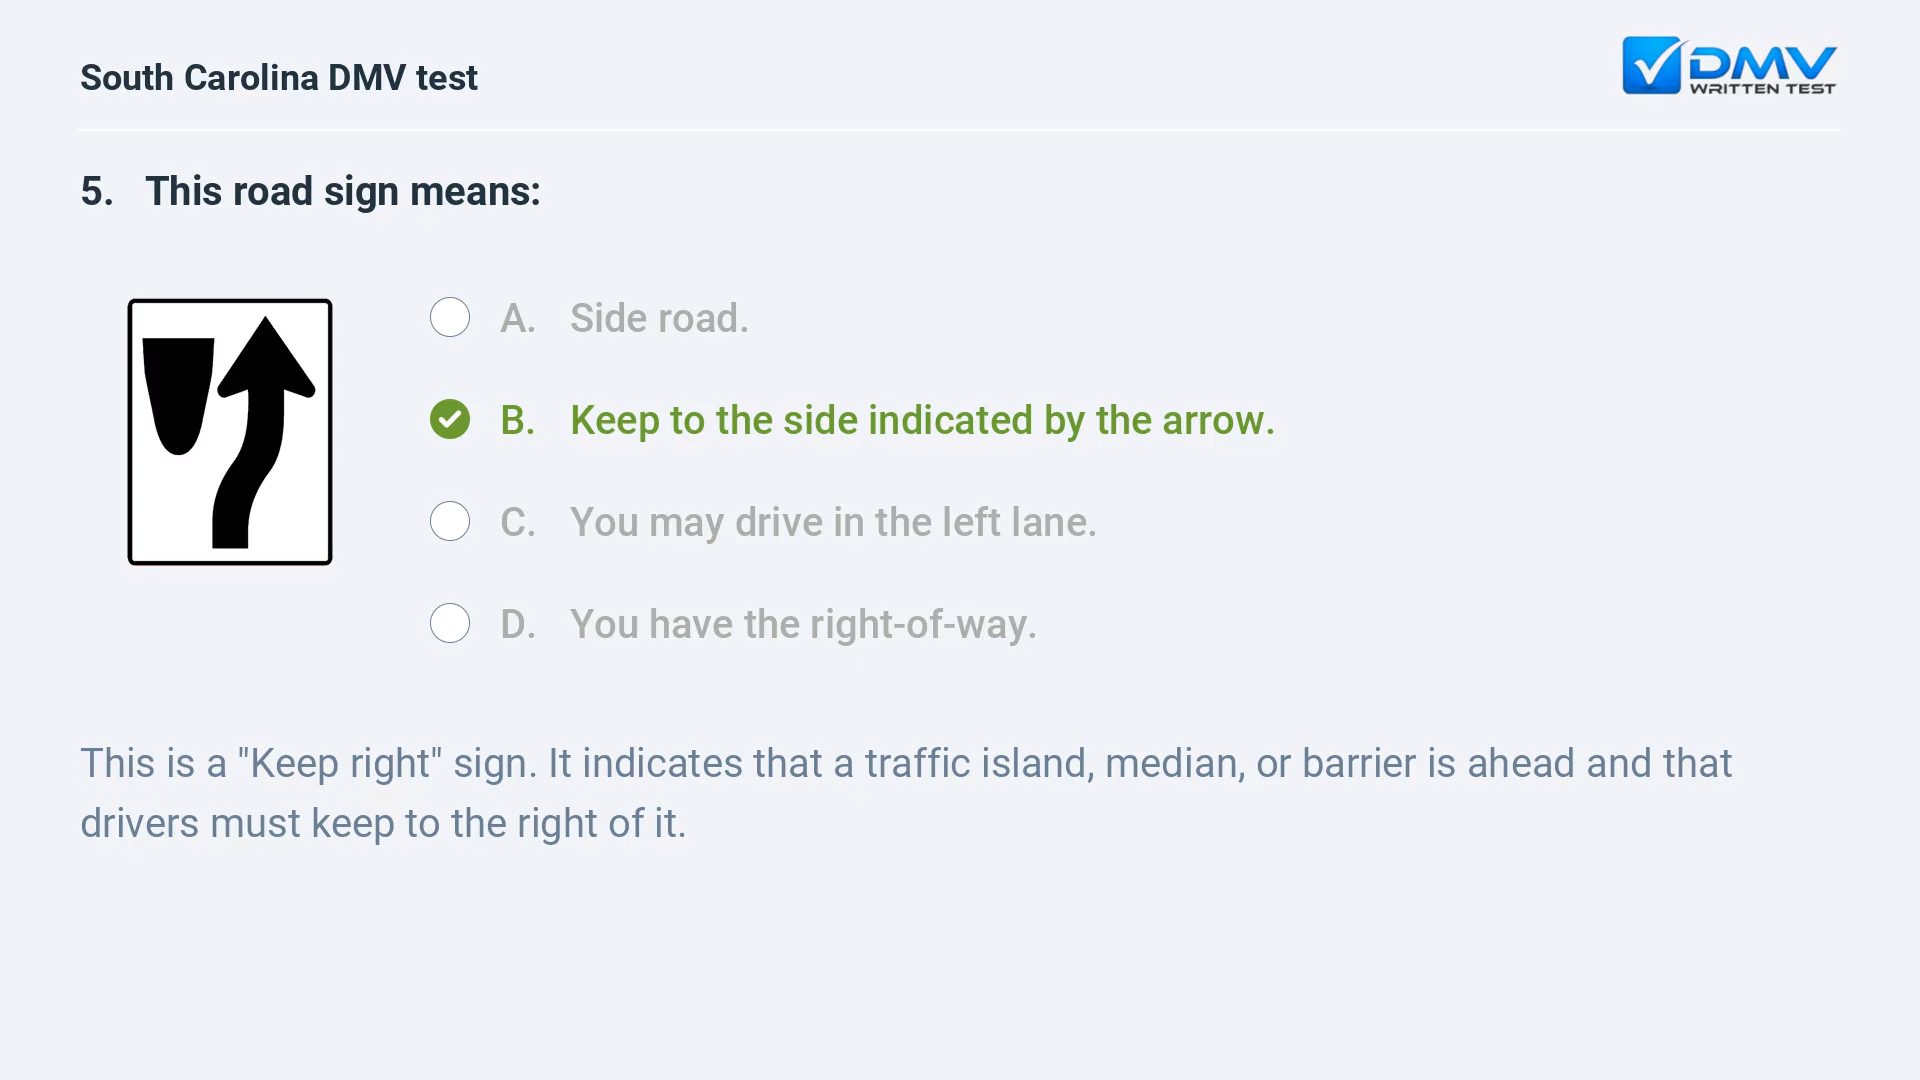 South Carolina DMV test
DMV
WRITTEN TEST
5. This road sign means:
A. Side road.
B. Keep to the side indicated by the arrow.
C. You may drive in the left lane.
D. You have the right-of-way.
This is a "Keep right" sign. It indicates that a traffic island, median, or barrier is ahead and that
drivers must keep to the right of it.